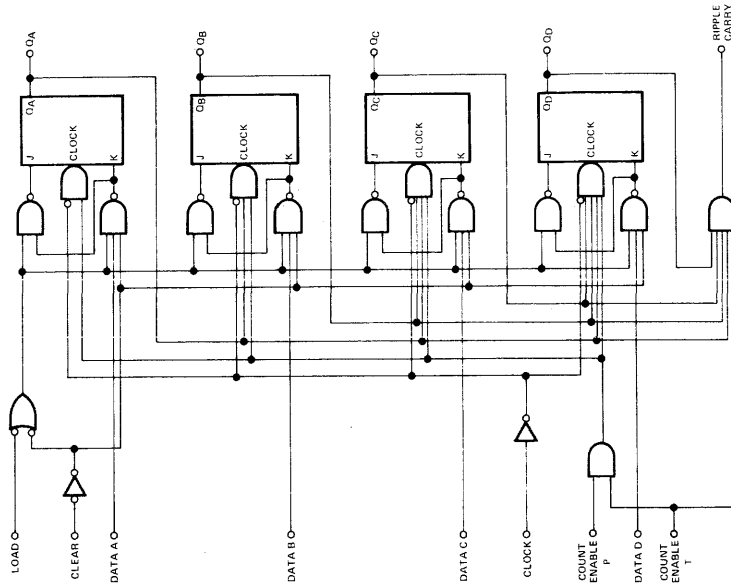 QA
QB
QC
QD
RIPPLE
CARRY
QA
QB
QC
QD
J
CLOCK
K
J
CLOCK
K
J
CLOCK
K
J
CLOCK
K
LOAD
CLEAR
DATA A
DATA B
DATA C
CLOCK
COUNT
ENABLE
P
DATA D
COUNT
ENABLE
T